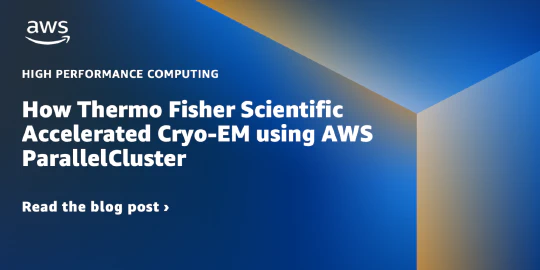 aws
HIGH PERFORMANCE COMPUTING
How Thermo Fisher Scientific
Accelerated Cryo-EM using AWS
ParallelCluster
Read the blog post ›